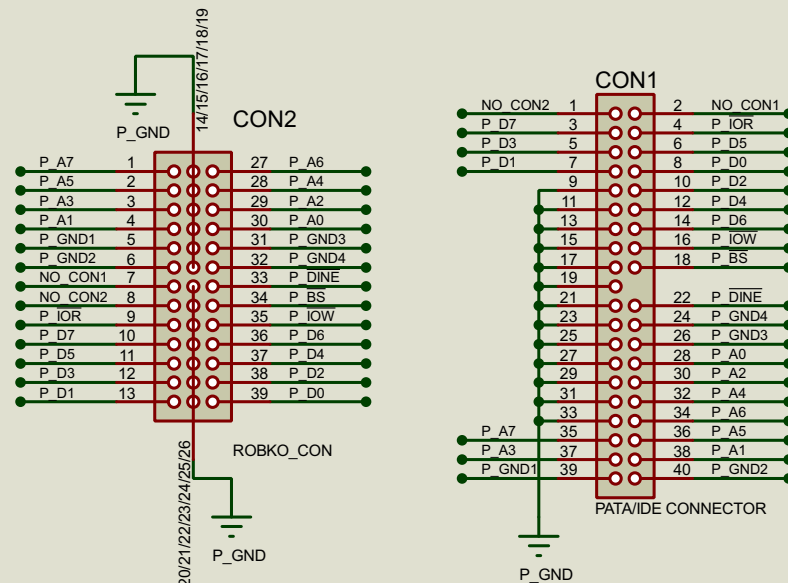 14/15/16/17/18/19
P_GND
CON2
P_A7 1 27 P_A6
P_A5 2 28 P_A4
P_A3 3 29 P_A2
P_A1 4 30 P_A0
P_GND1 5 31 P_GND3
P_GND2 6 32 P_GND4
NO_CON1 7 33 P_DINE
NO_CON2 8 34 P_BS
P_IOR 9 35 P_IOW
P_D7 10 36 P_D6
P_D5 11 37 P_D4
P_D3 12 38 P_D2
P_D1 13 39 P_D0
ROBKO_CON
20/21/22/23/24/25/26
P_GND
CON1
NO_CON2 1 2 NO_CON1
P_D7 3 4 P_IOR
P_D3 5 6 P_D5
P_D1 7 8 P_D0
9 10 P_D2
11 12 P_D4
13 14 P_D6
15 16 P_IOW
17 18 P_BS
19
21 22 P_DINE
23 24 P_GND4
25 26 P_GND3
27 28 P_A0
29 30 P_A2
31 32 P_A4
33 34 P_A6
P_A7 35 36 P_A5
P_A3 37 38 P_A1
P_GND1 39 40 P_GND2
PATA/IDE CONNECTOR
P_GND